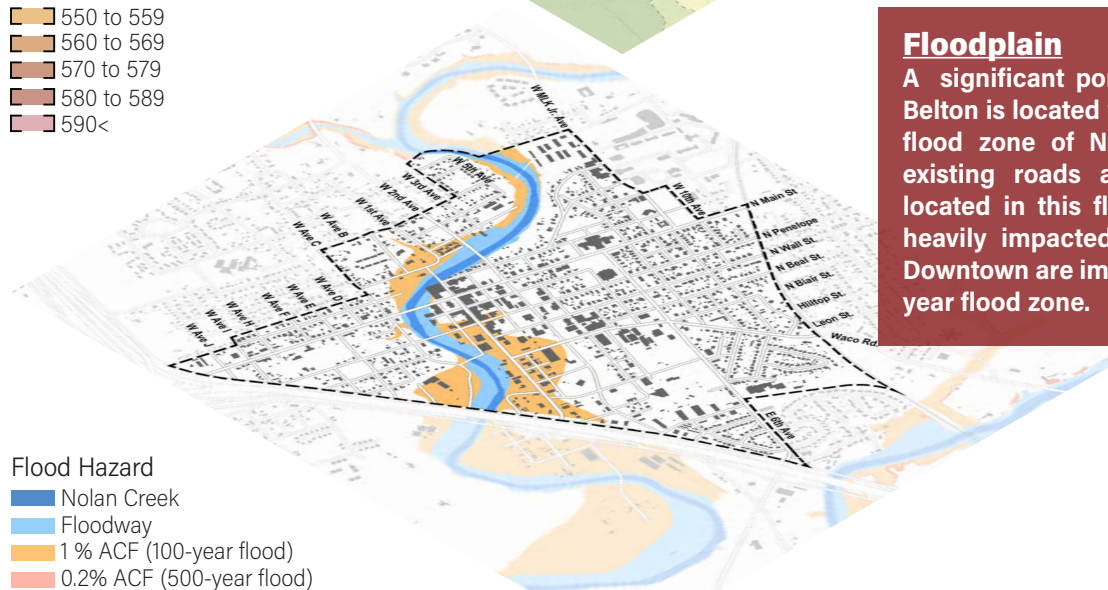 550 to 559
560 to 569
570 to 579
580 to 589
590<
Floodplain
A significant por
Belton is located
flood zone of N
existing roads a
located in this fl
heavily impacted
Downtown are im
year flood zone.
W MLK Jr. Ave
W 5th Ave
W 3rd Ave
W 2nd Ave
W 1st Ave
W Ave B
W Ave C
W Ave D
W Ave E
W Ave F
W Ave H
W Ave I
W Ave J
W 10th Ave
N Main St
N Penelope
N Wall St.
N Beal St.
N Blair St.
Hilltop St.
Leon St.
Waco Rd.
E 6th Ave
Flood Hazard
Nolan Creek
Floodway
1 % ACF (100-year flood)
0.2% ACF (500-year flood)